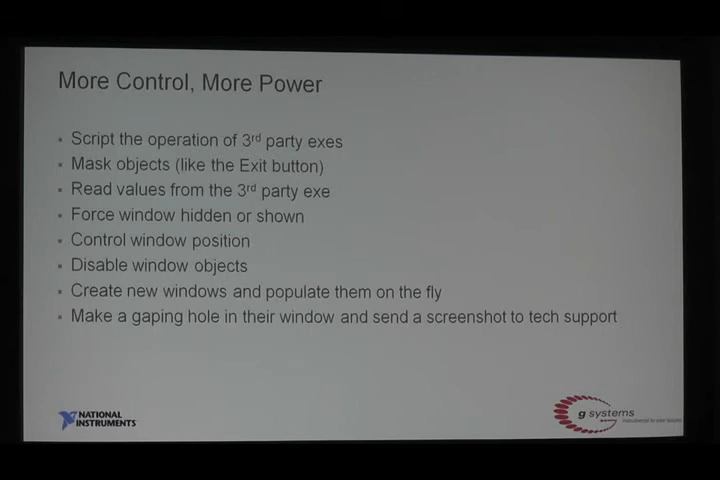 More Control, More Power
▪ Script the operation of 3rd party exes
▪ Mask objects (like the Exit button)
▪ Read values from the 3rd party exe
▪ Force window hidden or shown
▪ Control window position
▪ Disable window objects
▪ Create new windows and populate them on the fly
▪ Make a gaping hole in their window and send a screenshot to tech support
NATIONAL
INSTRUMENTS
g systems